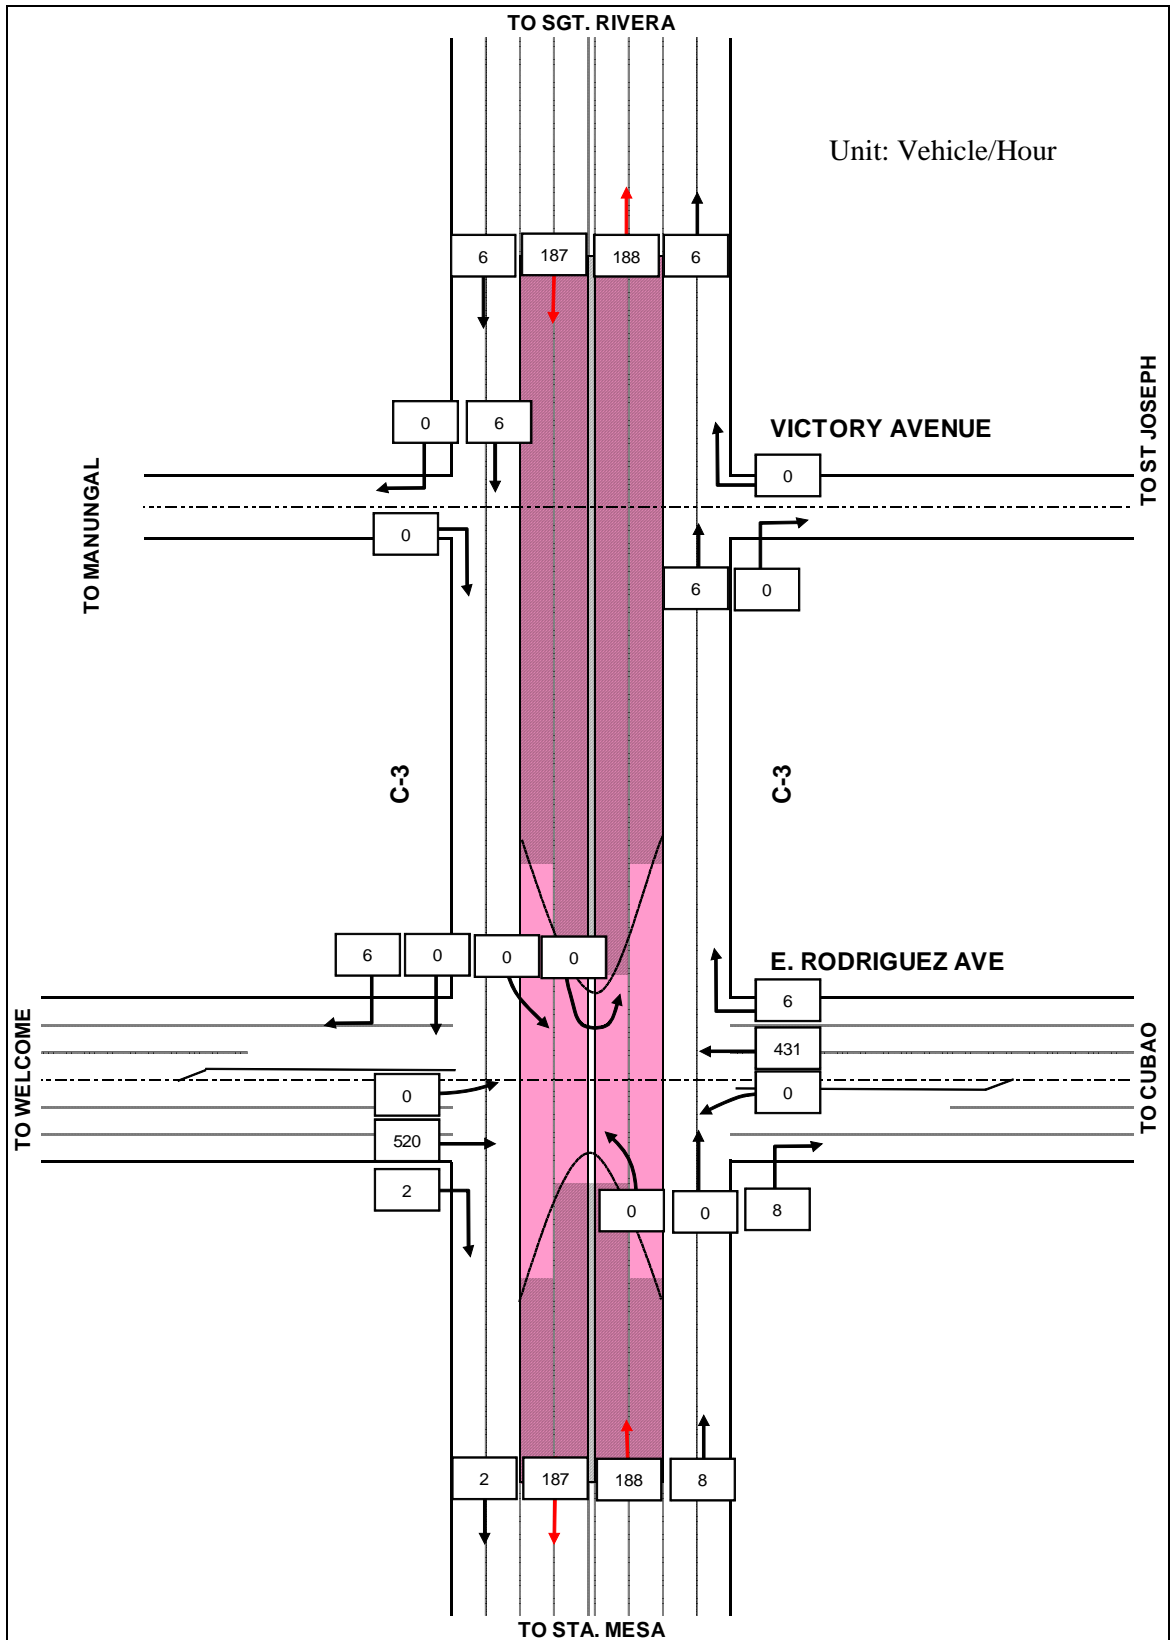 TO SGT. RIVERA
Unit: Vehicle/Hour
6 187 188 6
0 6
VICTORY AVENUE
TO ST JOSEPH
0
TO MANUNGAL
0
6 0
C-3
C-3
6 0 0 0
E. RODRIGUEZ AVE
6
TO WELCOME
431
TO CUBAO
0
0
520
2
0 0 8
2 187 188 8
TO STA. MESA